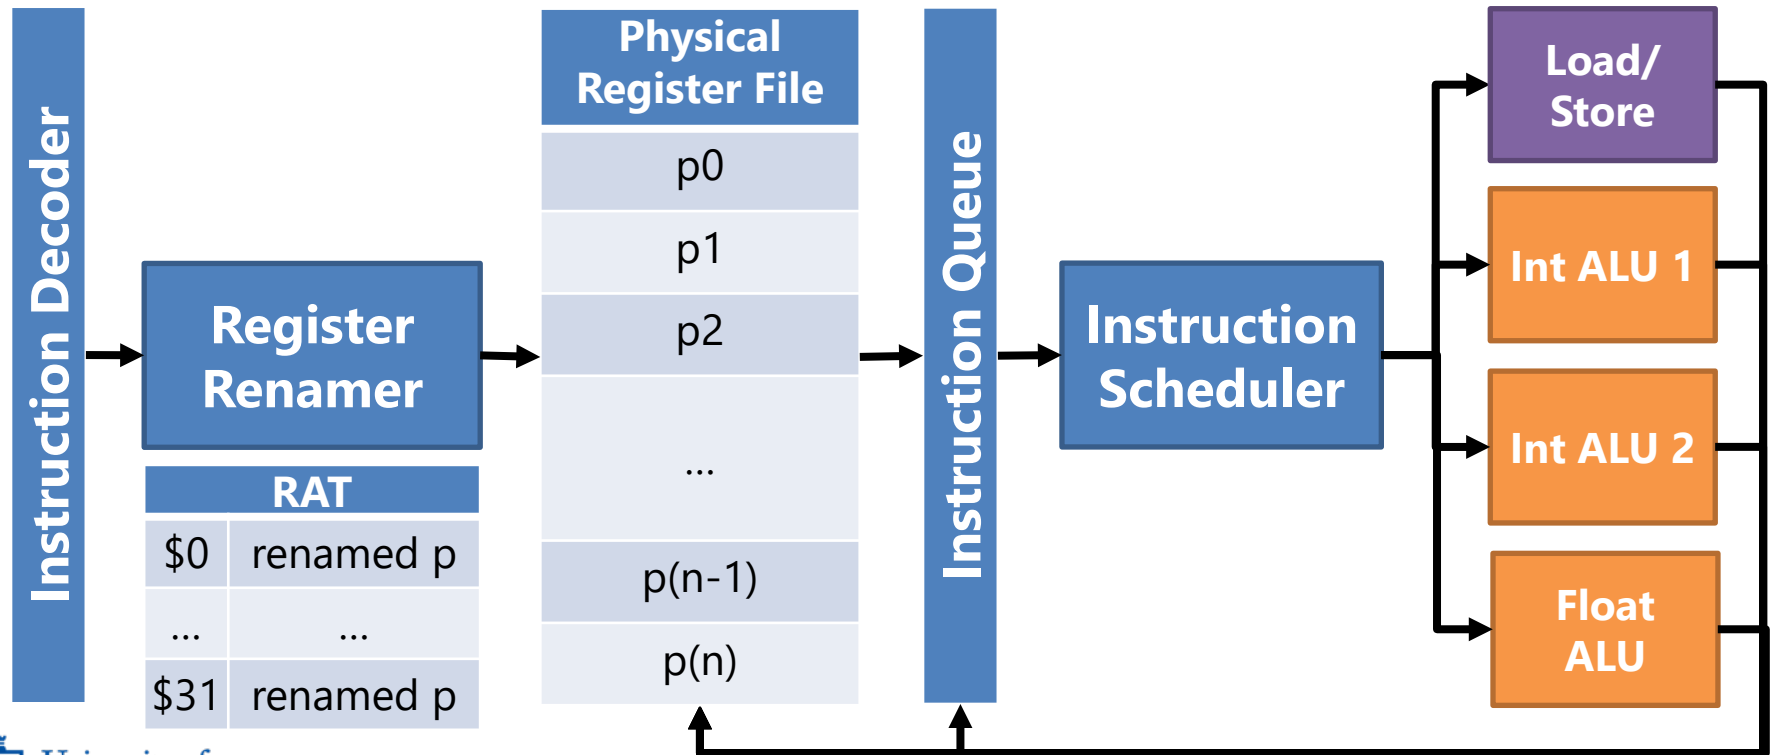 Instruction Decoder
Register
Renamer
RAT
$0 renamed p
... ...
$31 renamed p
Physical
Register File
p0
p1
p2
...
p(n-1)
p(n)
Instruction Queue
Instruction
Scheduler
Load/
Store
Int ALU 1
Int ALU 2
Float
ALU